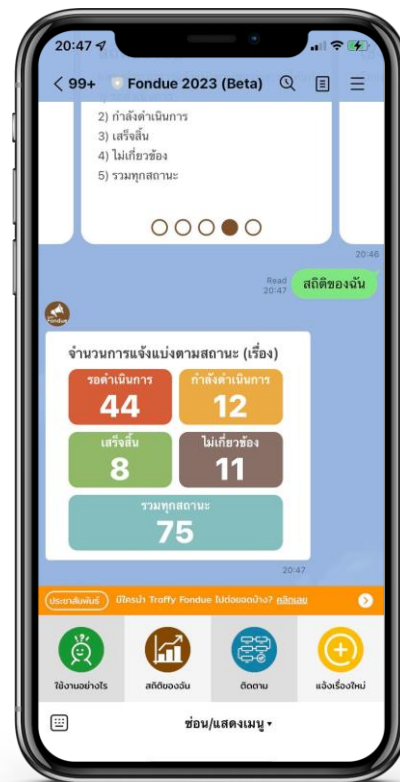 20:47
99+ Fondue 2023 (Beta)
2) กำลังดำเนินการ
3) เสร็จสิ้น
4) ไม่เกี่ยวข้อง
5) รวมทุกสถานะ
20:46
Read
20:47
สถิติของฉัน
Fondue
จำนวนการแจ้งแบ่งตามสถานะ (เรื่อง)
รอดำเนินการ
44
กำลังดำเนินการ
12
เสร็จสิ้น
8
ไม่เกี่ยวข้อง
11
รวมทุกสถานะ
75
20:47
ประชาสัมพันธ์ มีใครนำ Traffy Fondue ไปต่อยอดบ้าง? คลิกเลย
ใช้งานอย่างไร
สถิติของฉัน
ติดตาม
แจ้งเรื่องใหม่
ซ่อน/แสดงเมนู